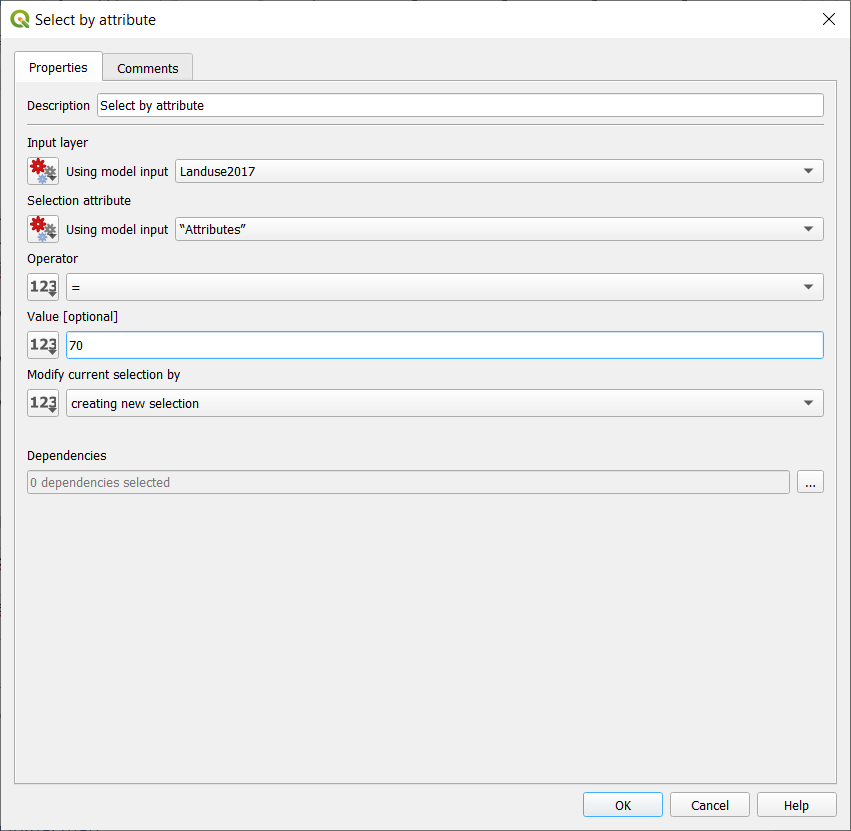 Select by attribute
Properties Comments
Description Select by attribute
Input layer
Using model input Landuse2017
Selection attribute
Using model input “Attributes”
Operator
123 =
Value [optional]
123 70
Modify current selection by
123 creating new selection
Dependencies
0 dependencies selected ...
OK Cancel Help